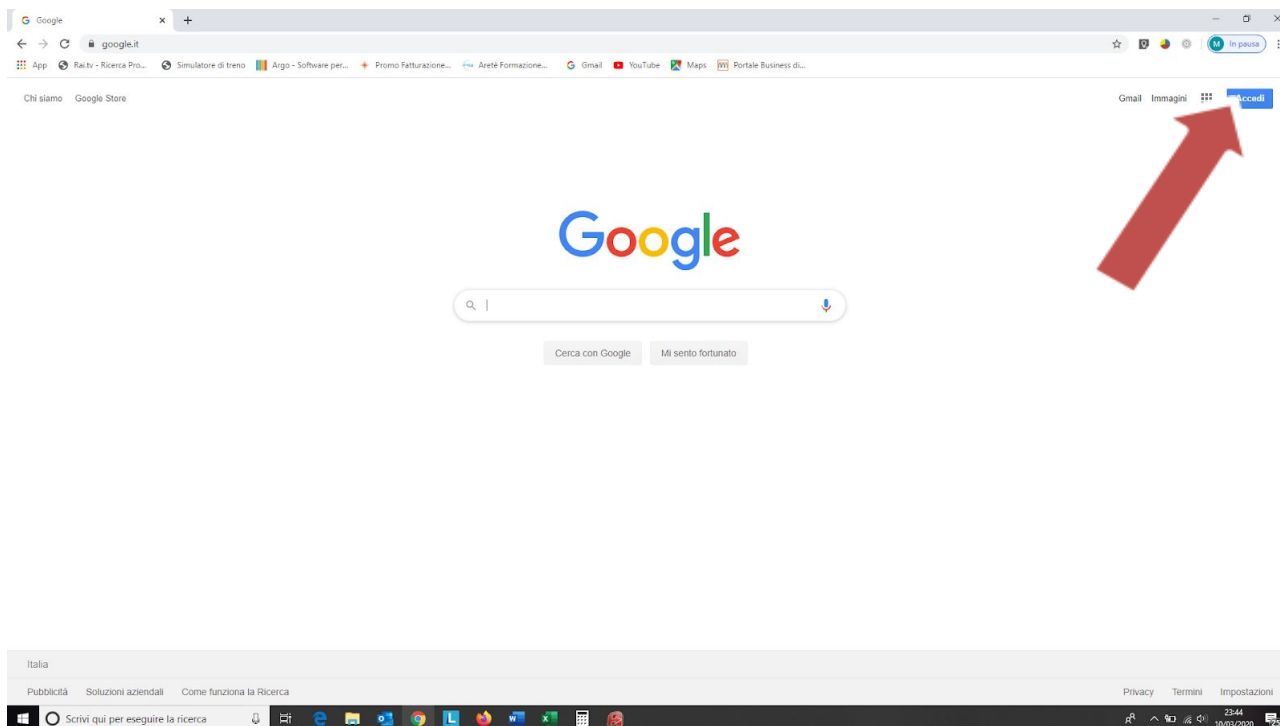 Google
google.it
In pausa
App Rai.tv - Ricerca Pro... Simulatore di treno Argo - Software per... Promo Fatturazione... Aretè Formazione... Gmail YouTube Maps Portale Business di...
Chi siamo Google Store Gmail Immagini Accedi
Google
Cerca con Google Mi sento fortunato
Italia
Pubblicità Soluzioni aziendali Come funziona la Ricerca Privacy Termini Impostazioni
Scrivi qui per eseguire la ricerca
23:44
10/03/2020